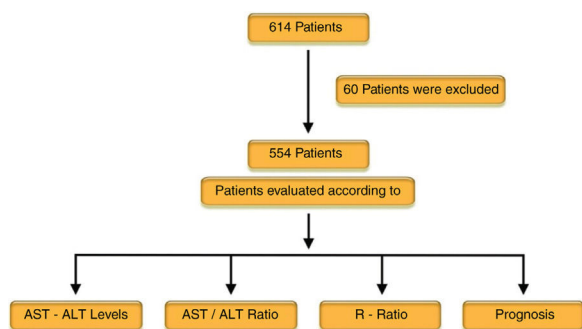 614 Patients
60 Patients were excluded
554 Patients
Patients evaluated according to
AST - ALT Levels
AST / ALT Ratio
R - Ratio
Prognosis